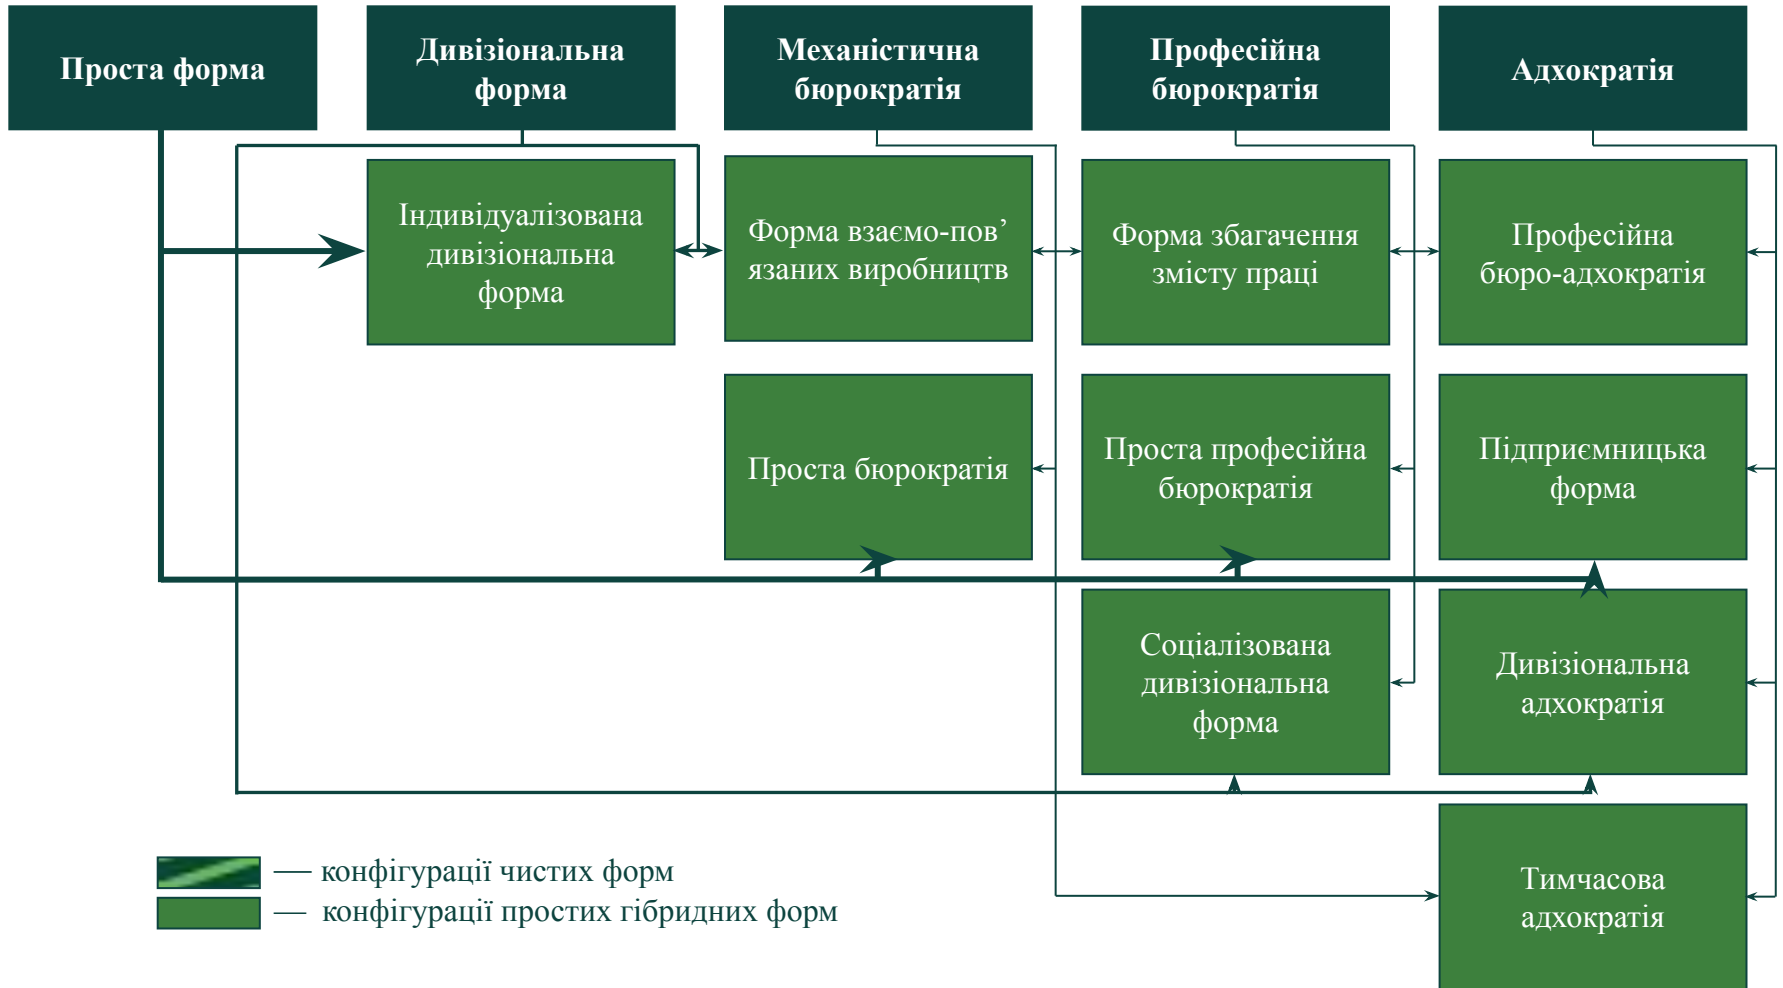 Проста форма
Дивізіональна
форма
Механістична
бюрократія
Професійна
бюрократія
Адхократія
Індивідуалізована
дивізіональна
форма
Форма взаємо-пов’
язаних виробництв
Форма збагачення
змісту праці
Професійна
бюро-адхократія
Проста бюрократія
Проста професійна
бюрократія
Підприємницька
форма
Соціалізована
дивізіональна
форма
Дивізіональна
адхократія
Тимчасова
адхократія
— конфігурації чистих форм
— конфігурації простих гібридних форм